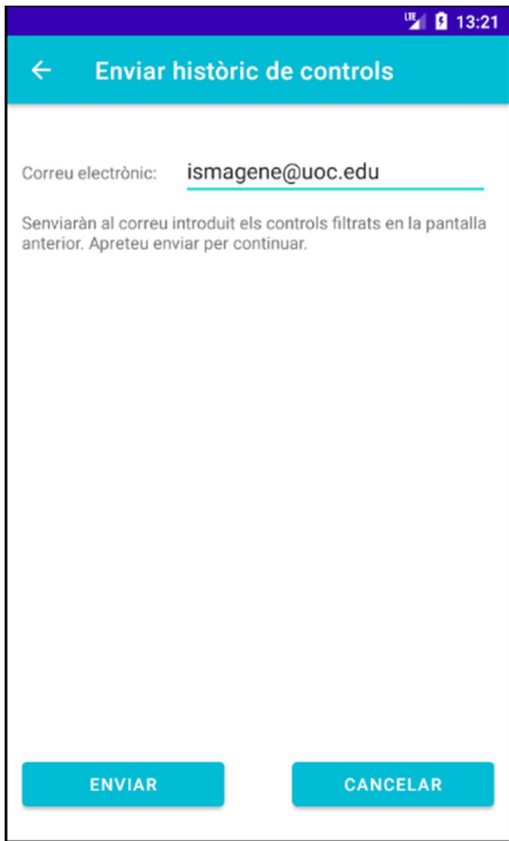 LTE 13:21
Enviar històric de controls
Correu electrònic: ismagene@uoc.edu
Senviaràn al correu introduit els controls filtrats en la pantalla
anterior. Apreteu enviar per continuar.
ENVIAR CANCELAR